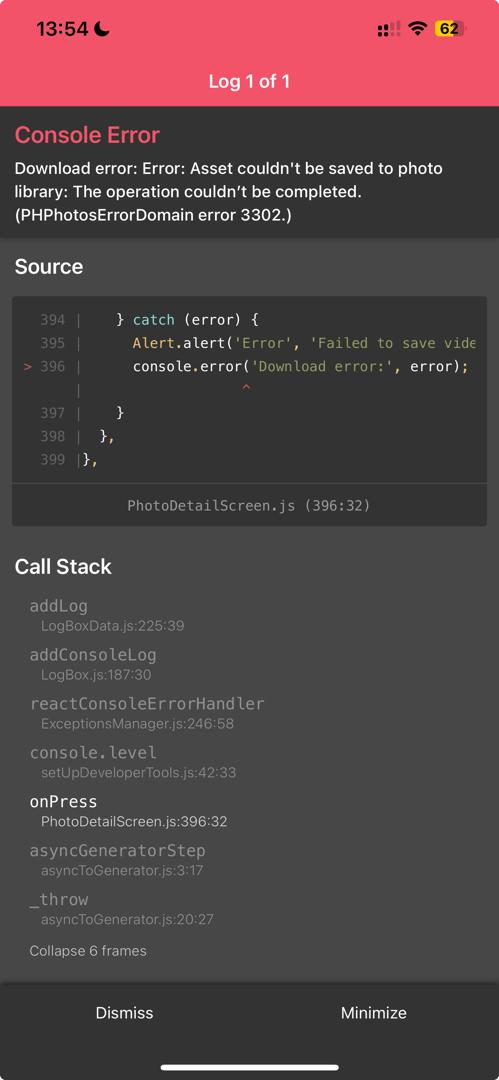 13:54
62
Log 1 of 1
Console Error
Download error: Error: Asset couldn't be saved to photo
library: The operation couldn’t be completed.
(PHPhotosErrorDomain error 3302.)
Source
394 |     } catch (error) {
395 |       Alert.alert('Error', 'Failed to save vide
> 396 |       console.error('Download error:', error);
|                    ^
397 |     }
398 |   },
399 |},
PhotoDetailScreen.js (396:32)
Call Stack
addLog
LogBoxData.js:225:39
addConsoleLog
LogBox.js:187:30
reactConsoleErrorHandler
ExceptionsManager.js:246:58
console.level
setUpDeveloperTools.js:42:33
onPress
PhotoDetailScreen.js:396:32
asyncGeneratorStep
asyncToGenerator.js:3:17
_throw
asyncToGenerator.js:20:27
Collapse 6 frames
Dismiss Minimize